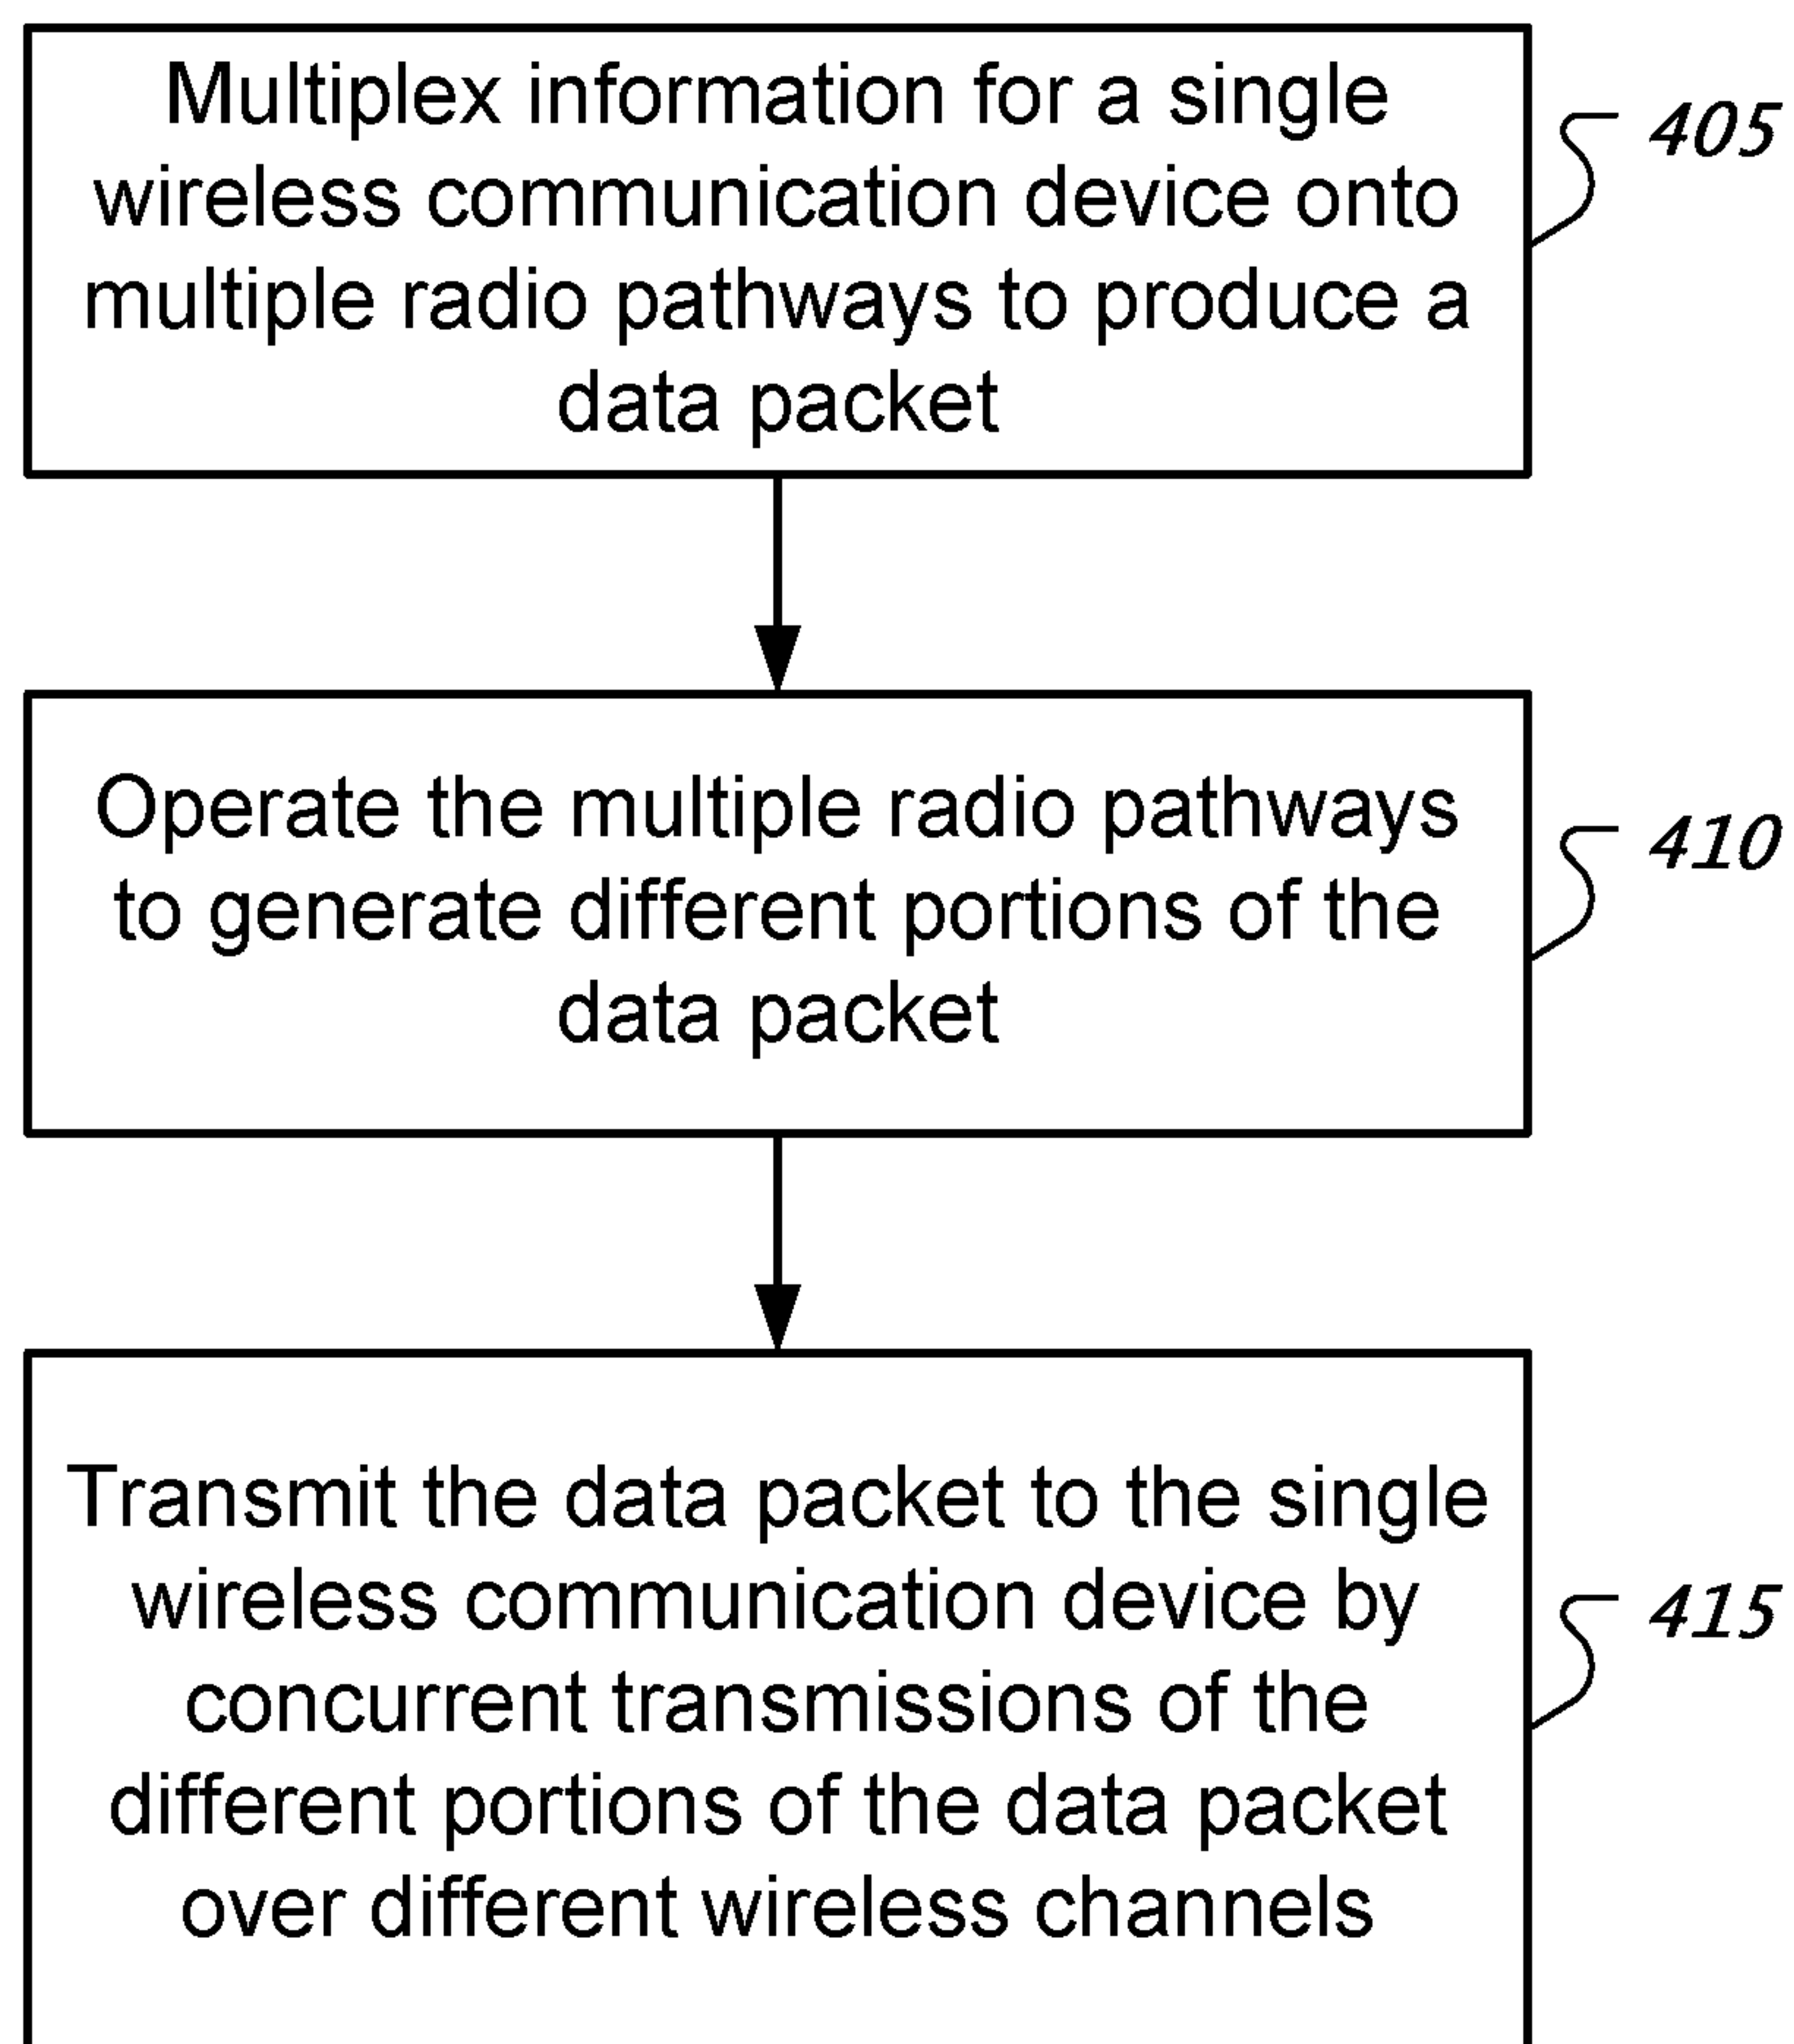 Multiplex information for a single
wireless communication device onto
multiple radio pathways to produce a
data packet
405
Operate the multiple radio pathways
to generate different portions of the
data packet
410
Transmit the data packet to the single
wireless communication device by
concurrent transmissions of the
different portions of the data packet
over different wireless channels
415